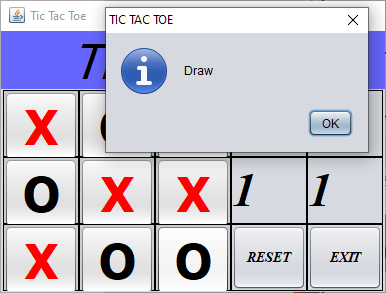 Tic Tac Toe
TIC TAC TOE
Draw
OK
X
O X X 1 1
X O O RESET EXIT